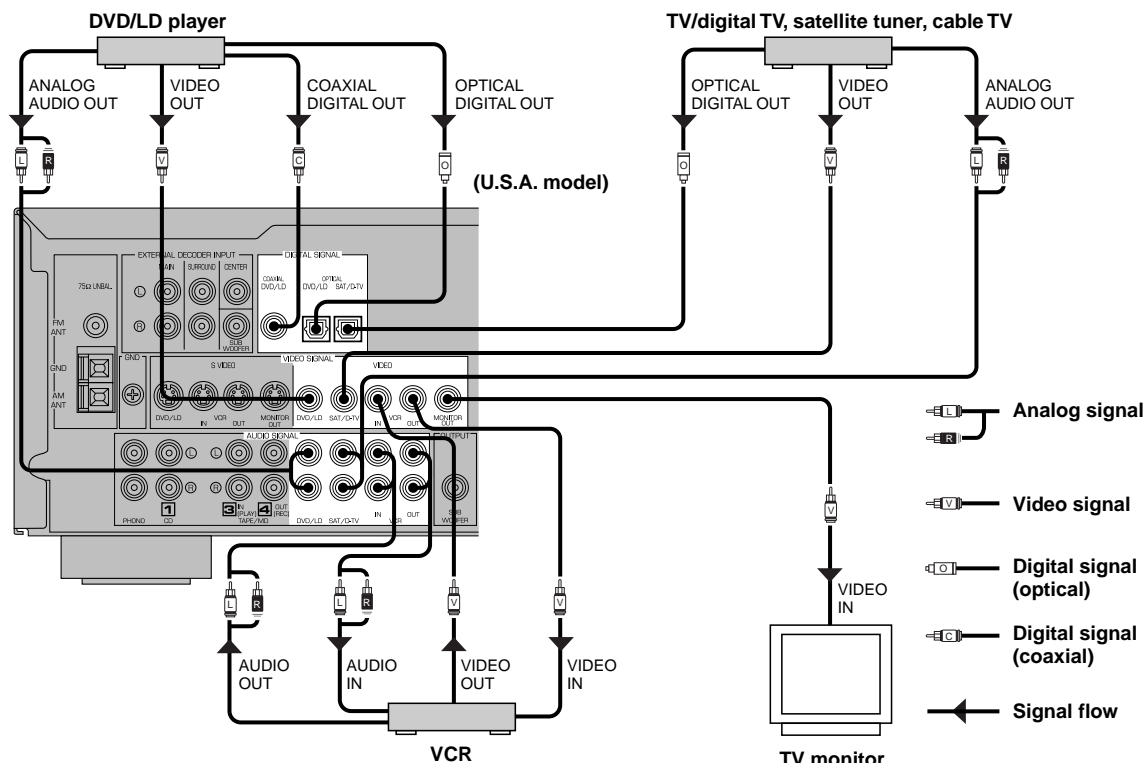 DVD/LD player
TV/digital TV, satellite tuner, cable TV
ANALOG
AUDIO OUT
VIDEO
OUT
COAXIAL
DIGITAL OUT
OPTICAL
DIGITAL OUT
OPTICAL
DIGITAL OUT
VIDEO
OUT
ANALOG
AUDIO OUT
L
R
V
C
O
O
V
L
R
(U.S.A. model)
EXTERNAL DECODER INPUT
MAIN
SURROUND
CENTER
L
R
SUB
WOOFER
DIGITAL SIGNAL
COAXIAL
DVD/LD
OPTICAL
DVD/LD
SAT/D-TV
75Ω UNBAL.
FM
ANT
GND
AM
ANT
GND
VIDEO SIGNAL
S VIDEO
VIDEO
DVD/LD
IN
VCR
OUT
MONITOR
OUT
DVD/LD
SAT/D-TV
IN
VCR
OUT
MONITOR
OUT
AUDIO SIGNAL
OUTPUT
L
L
R
R
PHONO
1
CD
3
IN
(PLAY)
4
OUT
(REC)
TAPE/MD
DVD/LD
SAT/D-TV
IN
VCR
OUT
SUB
WOOFER
L
R
L
R
V
V
AUDIO
OUT
AUDIO
IN
VIDEO
OUT
VIDEO
IN
VCR
V
VIDEO
IN
TV monitor
L
R
Analog signal
V
Video signal
O
Digital signal
(optical)
C
Digital signal
(coaxial)
Signal flow